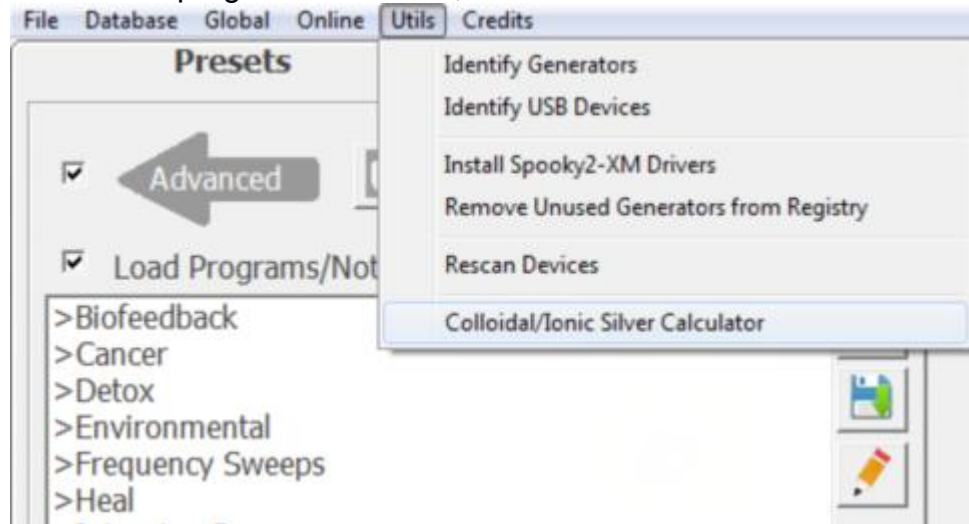 File Database Global Online Utils Credits
Presets
Identify Generators
Identify USB Devices
Advanced
Install Spooky2-XM Drivers
Remove Unused Generators from Registry
Load Programs/Not
Rescan Devices
Colloidal/Ionic Silver Calculator
>Biofeedback
>Cancer
>Detox
>Environmental
>Frequency Sweeps
>Heal